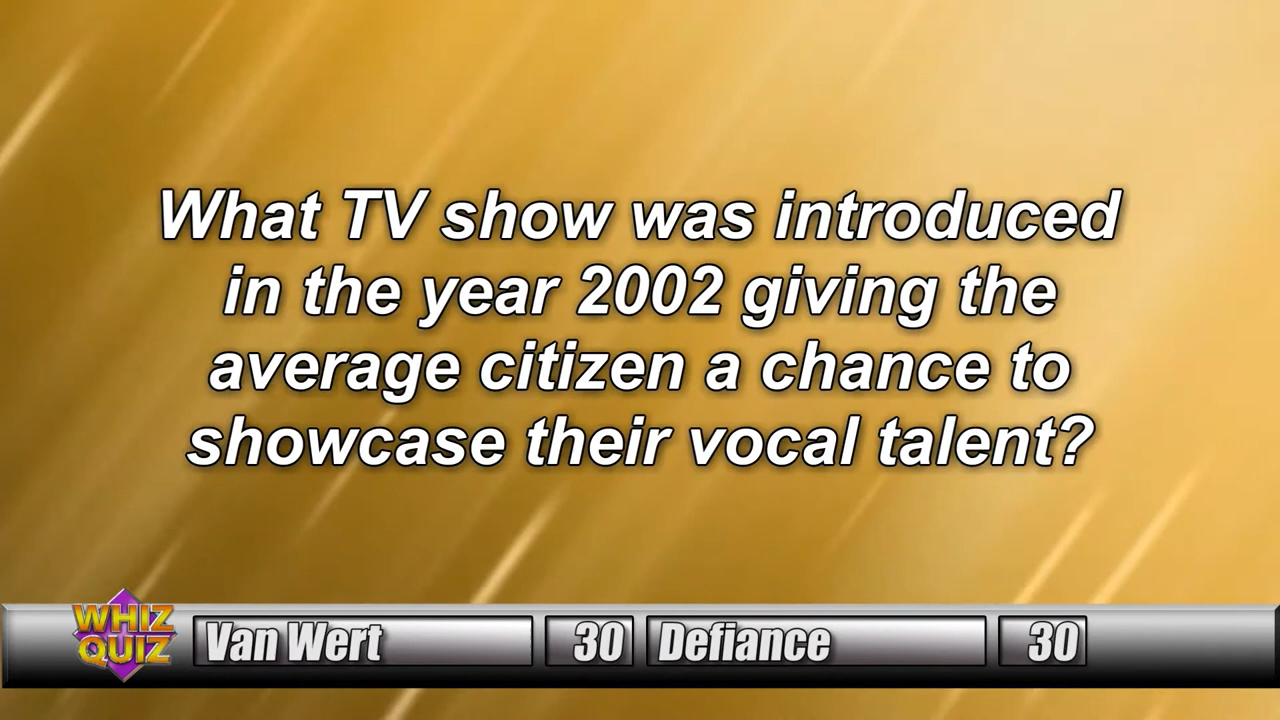 What TV show was introduced
in the year 2002 giving the
average citizen a chance to
showcase their vocal talent?
WHIZ
QUIZ
Van Wert 30 Defiance 30